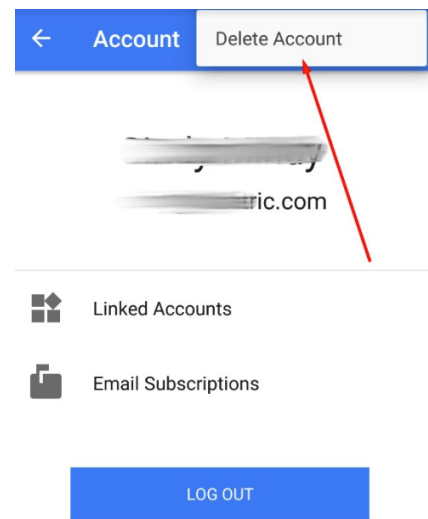 Account
Delete Account
ric.com
Linked Accounts
Email Subscriptions
LOG OUT